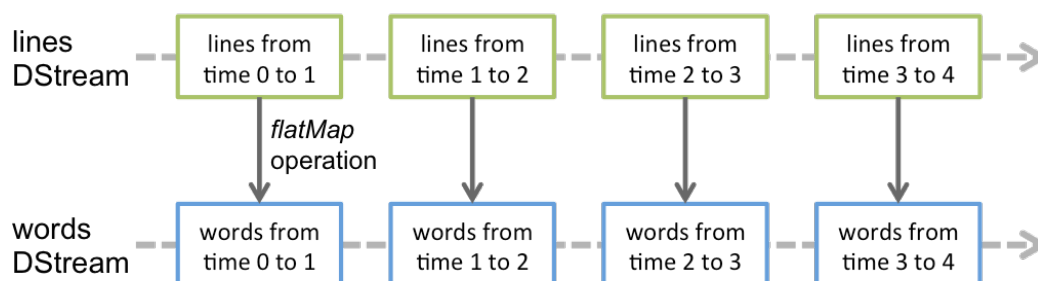 lines
DStream
lines from
time 0 to 1
lines from
time 1 to 2
lines from
time 2 to 3
lines from
time 3 to 4
flatMap
operation
words
DStream
words from
time 0 to 1
words from
time 1 to 2
words from
time 2 to 3
words from
time 3 to 4